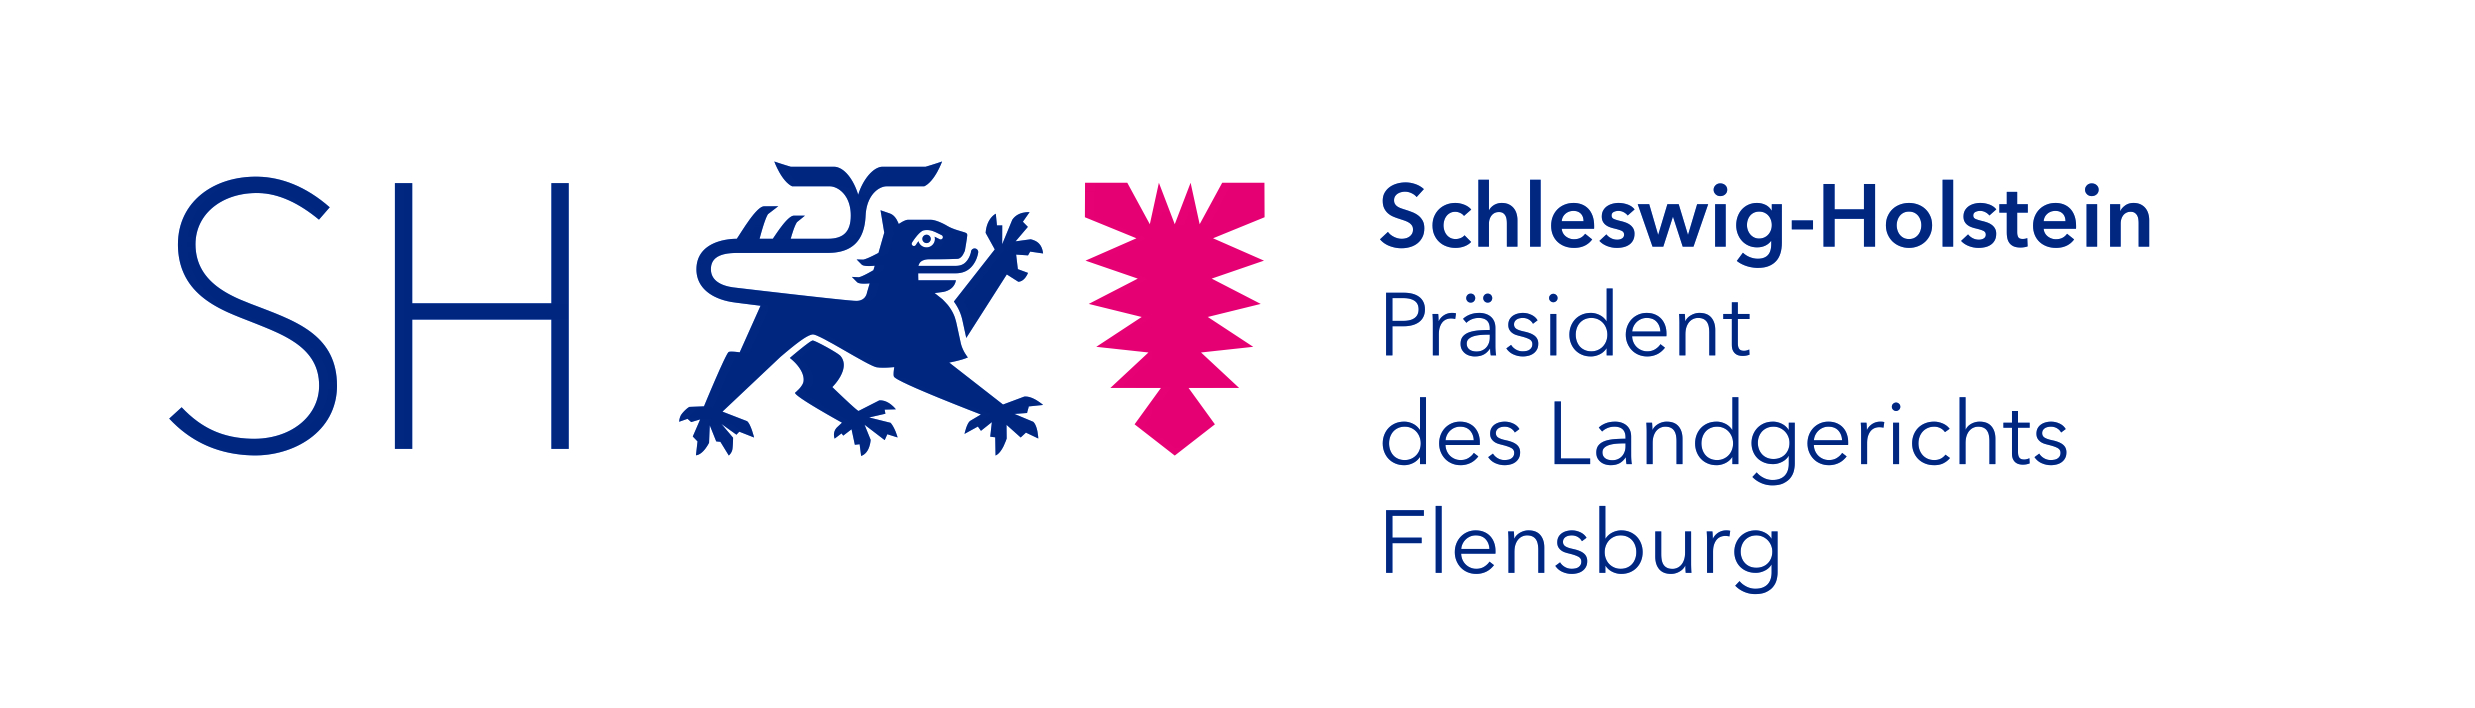 SH
Schleswig-Holstein
Präsident
des Landgerichts
Flensburg